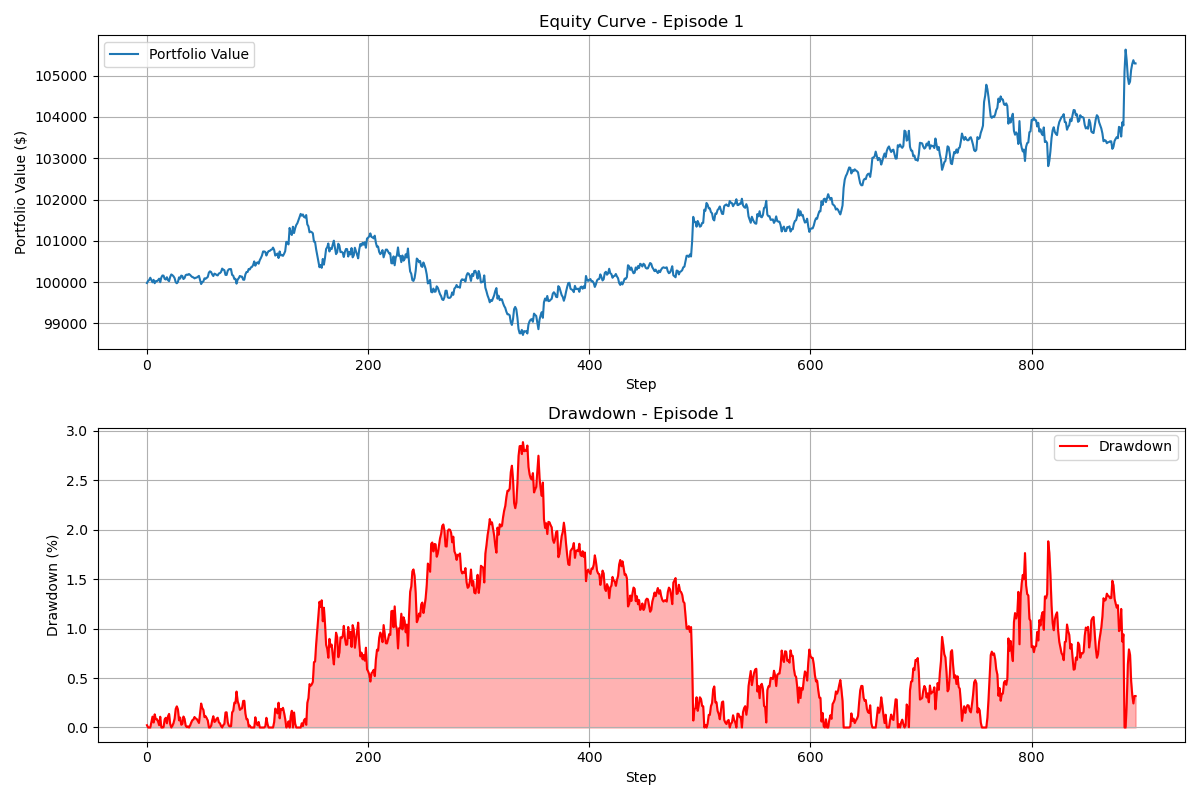 Equity Curve - Episode 1
Portfolio Value
Portfolio Value ($)
105000
104000
103000
102000
101000
100000
99000
0 200 400 600 800
Step
Drawdown - Episode 1
Drawdown
Drawdown (%)
3.0
2.5
2.0
1.5
1.0
0.5
0.0
0 200 400 600 800
Step